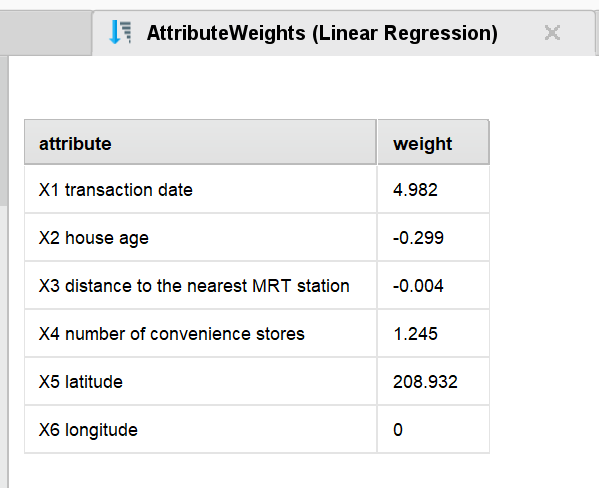 AttributeWeights (Linear Regression)
attribute weight
X1 transaction date 4.982
X2 house age -0.299
X3 distance to the nearest MRT station -0.004
X4 number of convenience stores 1.245
X5 latitude 208.932
X6 longitude 0